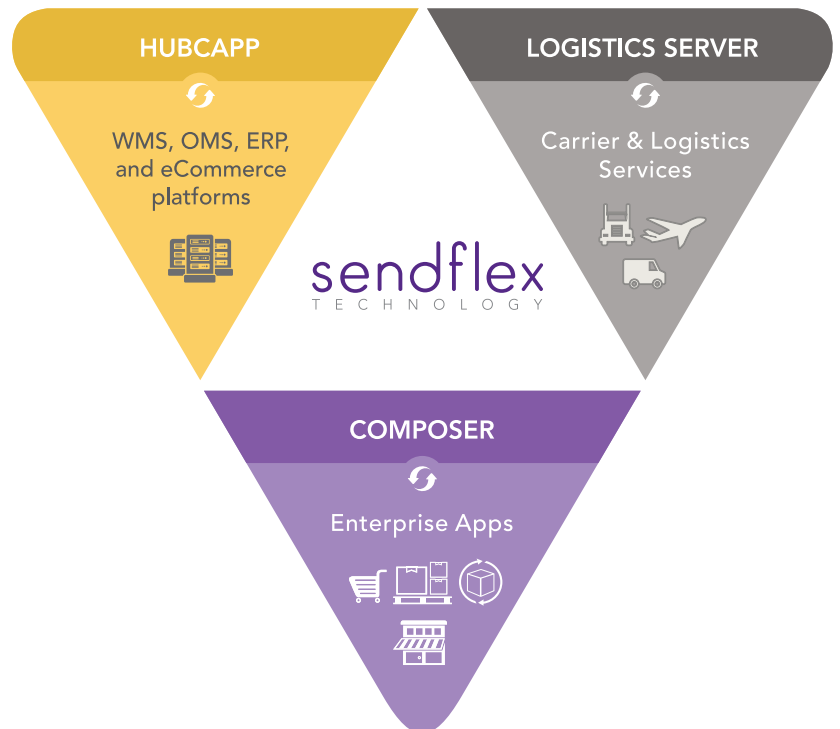 HUBCAPP
WMS, OMS, ERP,
and eCommerce
platforms
LOGISTICS SERVER
Carrier & Logistics
Services
sendflex
TECHNOLOGY
COMPOSER
Enterprise Apps